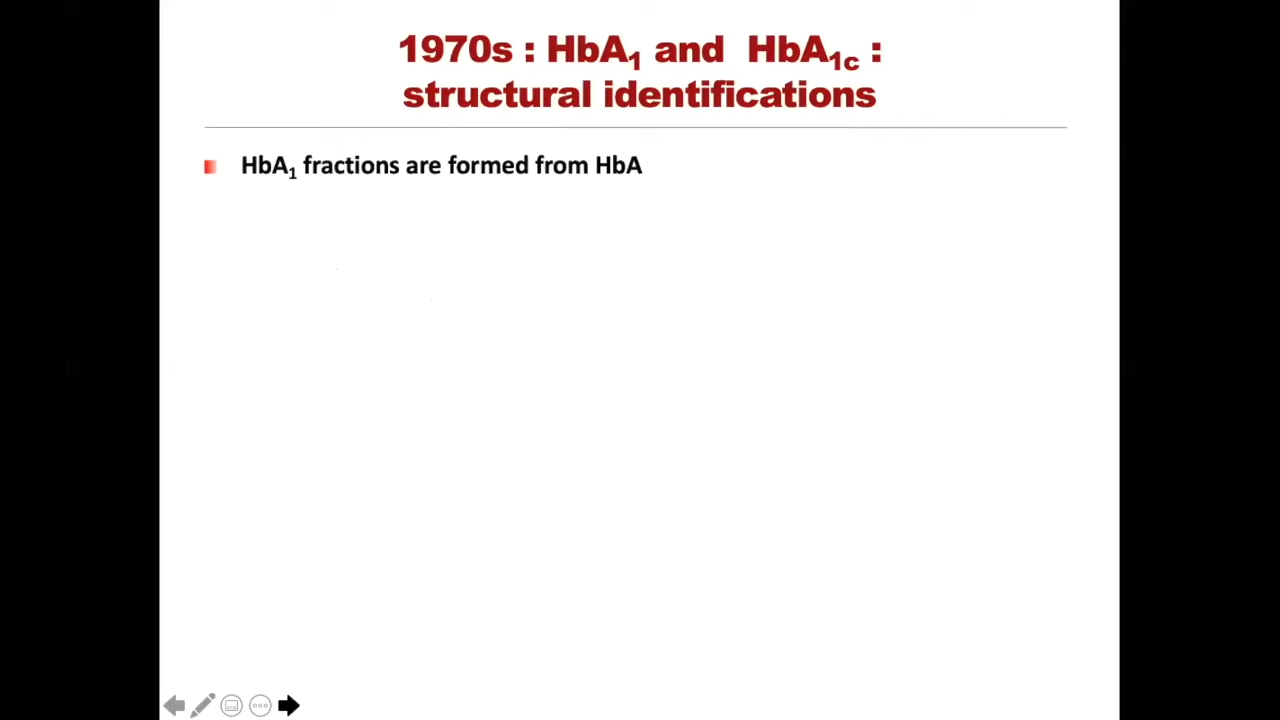 1970s : HbA1 and HbA1c :
structural identifications
HbA1 fractions are formed from HbA